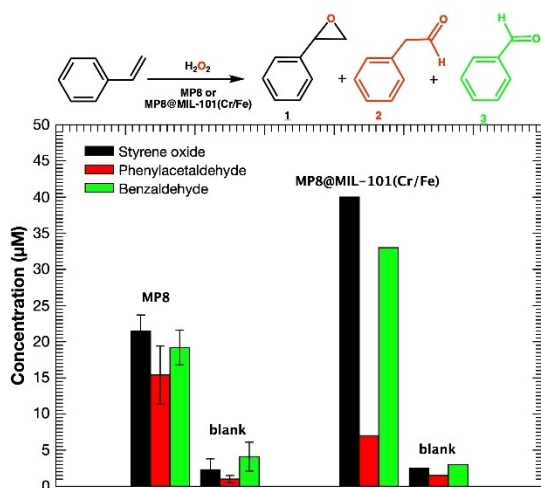 H₂O₂
MP8 or
MP8@MIL-101(Cr/Fe)
O
+
O
H
+
H
O
1
2
3
50
45
40
35
30
25
20
15
10
5
0
Concentration (µM)
Styrene oxide
Phenylacetaldehyde
Benzaldehyde
MP8
blank
MP8@MIL-101(Cr/Fe)
blank